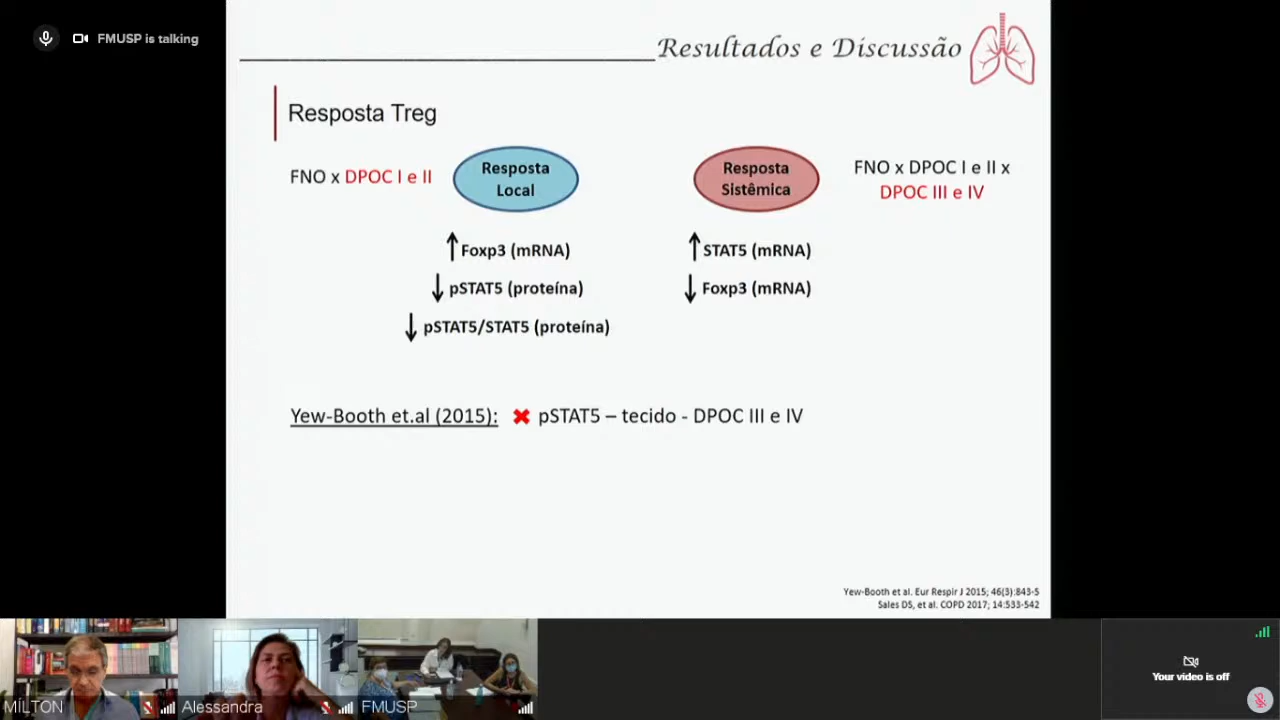 FMUSP is talking
Resultados e Discussão
Resposta Treg
FNO x DPOC I e II
Resposta
Local
Resposta
Sistêmica
FNO x DPOC I e II x
DPOC III e IV
↑ Foxp3 (mRNA)
↓ pSTAT5 (proteína)
↓ pSTAT5/STAT5 (proteína)
↑ STAT5 (mRNA)
↓ Foxp3 (mRNA)
Yew-Booth et.al (2015): ✖ pSTAT5 – tecido - DPOC III e IV
Yew-Booth et al. Eur Respir J 2015; 46(3):843-5
Sales DS, et al. COPD 2017; 14:533-542
MILTON
Alessandra
FMUSP
Your video is off